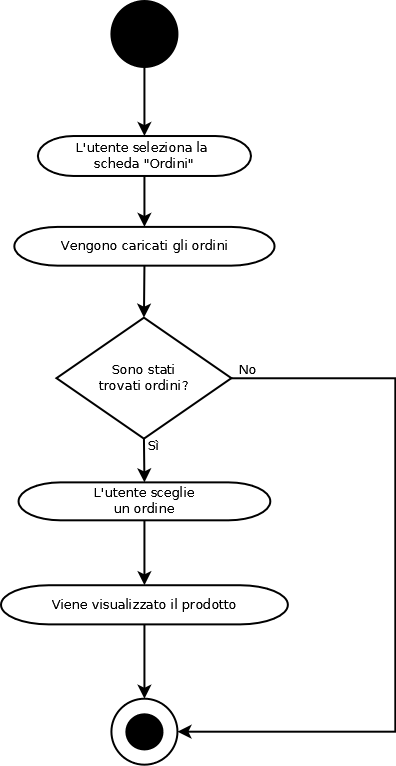 L'utente seleziona la
scheda "Ordini"
Vengono caricati gli ordini
Sono stati
trovati ordini?
No
Sì
L'utente sceglie
un ordine
Viene visualizzato il prodotto